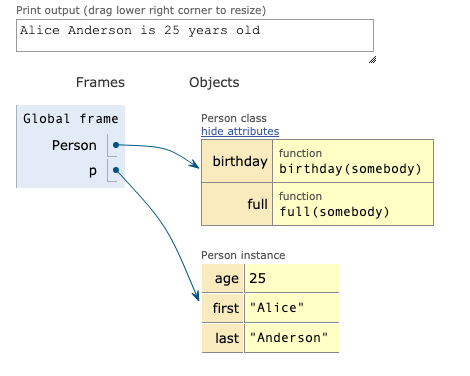 Print output (drag lower right corner to resize)
Alice Anderson is 25 years old
Frames Objects
Global frame
Person
p
Person class
hide attributes
birthday function
birthday(somebody)
full function
full(somebody)
Person instance
age 25
first "Alice"
last "Anderson"